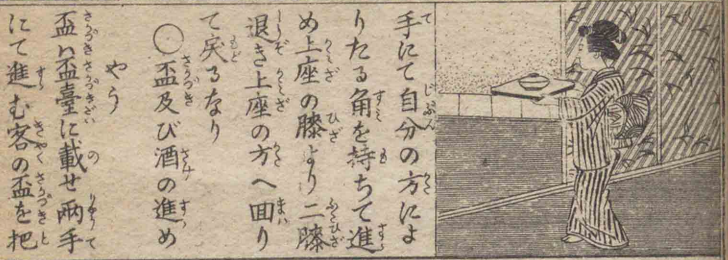 手にて自分の方によ
りたる角を持ちて進
め上座の膝より二膝
退き上座の方へ回り
て戻るなり
○盃及び酒の進め
やう
盃ハ盃臺に載せ兩手
にて進む客の盃を把